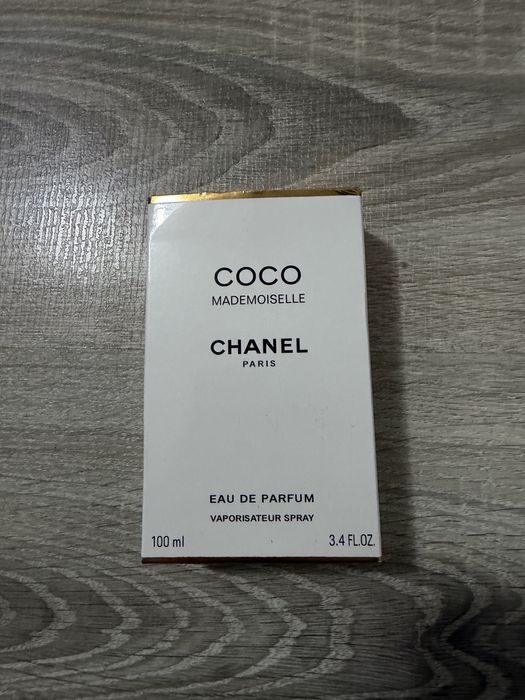 COCO
MADEMOISELLE
CHANEL
PARIS
EAU DE PARFUM
VAPORISATEUR SPRAY
100 ml 3.4 FL.OZ.